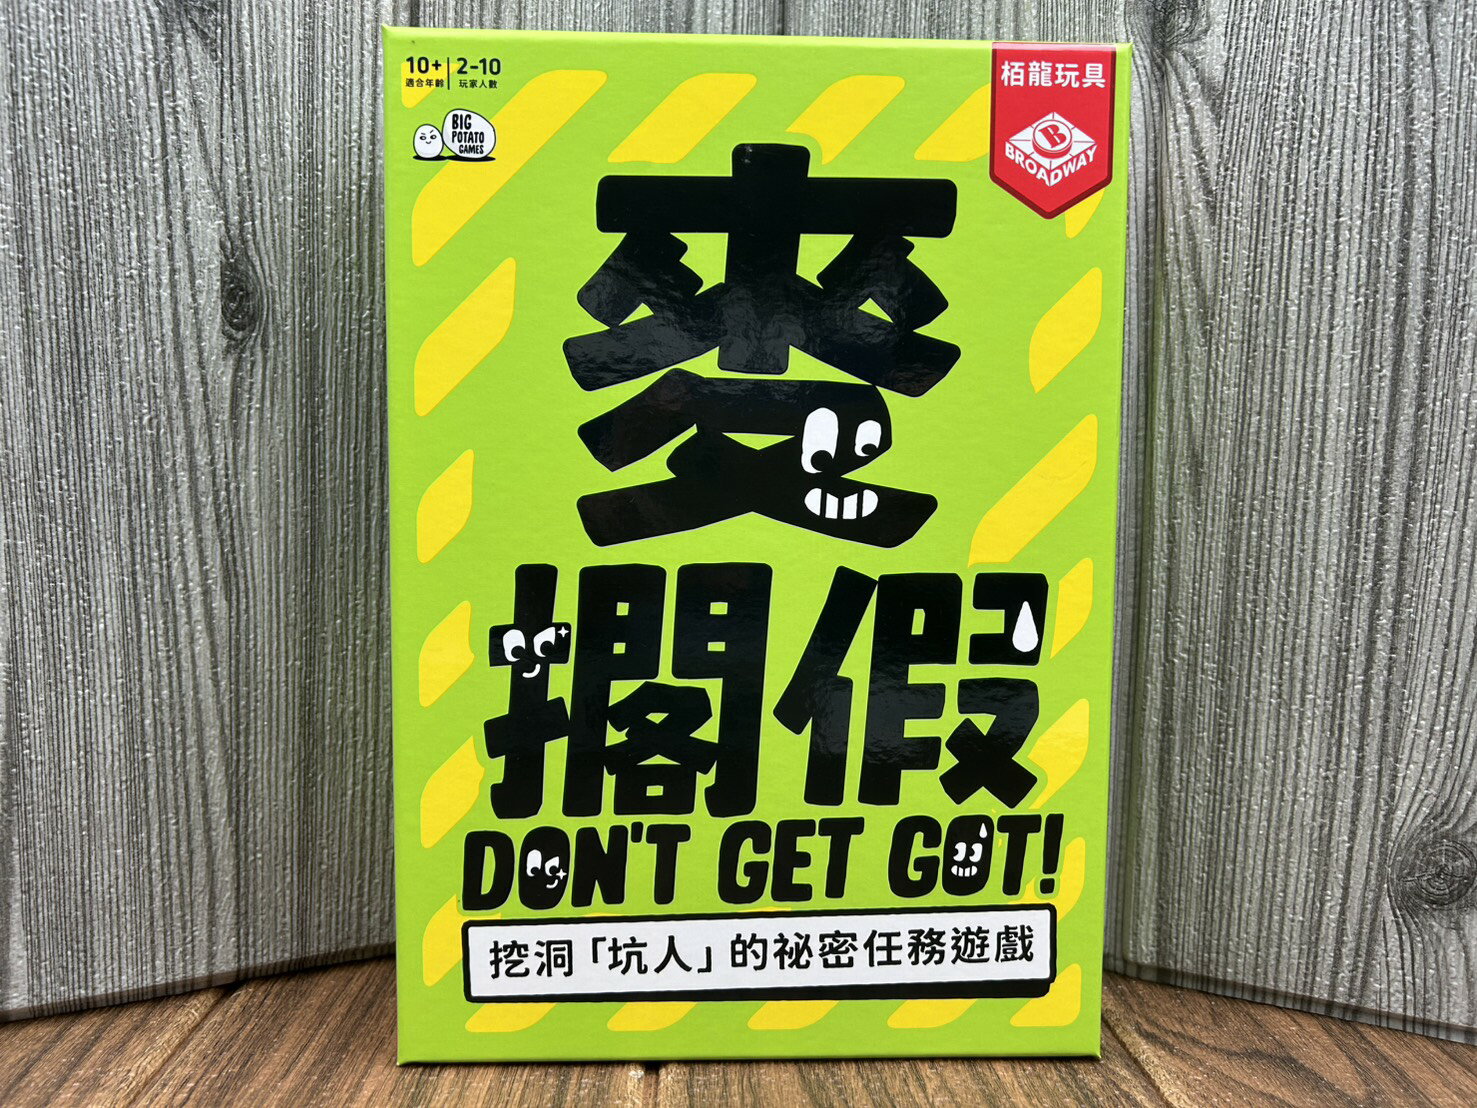 10+ 2-10
適合年齡 玩家人數
BIG
POTATO
GAMES
栢龍玩具
B
BROADWAY
麥
擱假
DON'T GET GOT!
挖洞「坑人」的祕密任務遊戲